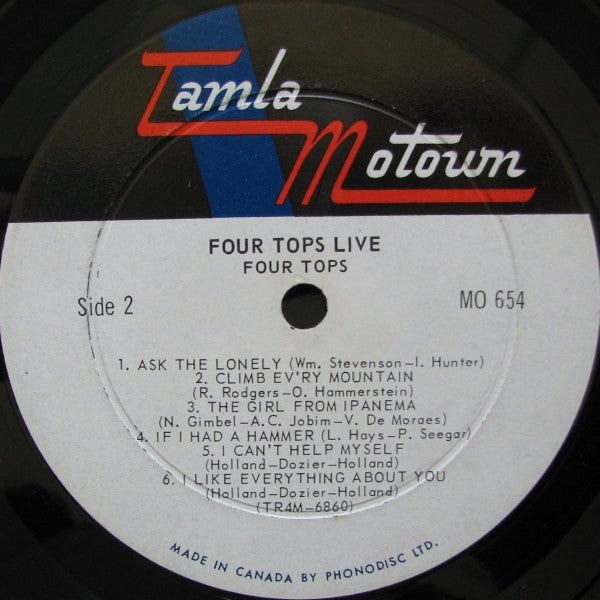 Tamla
Motown
FOUR TOPS LIVE
FOUR TOPS
Side 2
MO 654
1. ASK THE LONELY (Wm. Stevenson-I. Hunter)
2. CLIMB EV'RY MOUNTAIN
(R. Rodgers-O. Hammerstein)
3. THE GIRL FROM IPANEMA
(N. Gimbel-A.C. Jobim-V. De Moraes)
4. IF I HAD A HAMMER (L. Hays-P. Seegar)
5. I CAN'T HELP MYSELF
(Holland-Dozier-Holland)
6. I LIKE EVERYTHING ABOUT YOU
(Holland-Dozier-Holland)
(TR4M-6860)
MADE IN CANADA BY PHONODISC LTD.